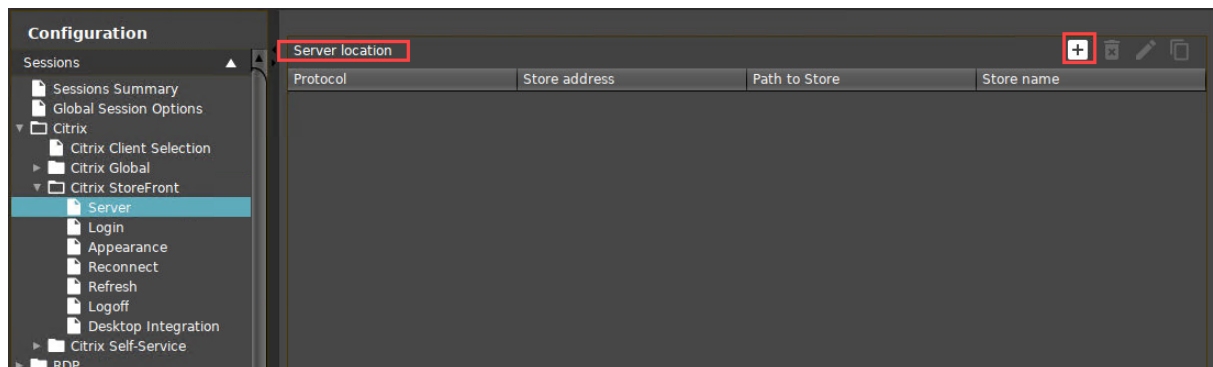 Configuration
Sessions
Sessions Summary
Global Session Options
Citrix
Citrix Client Selection
Citrix Global
Citrix StoreFront
Server
Login
Appearance
Reconnect
Refresh
Logoff
Desktop Integration
Citrix Self-Service
RDP
Server location
Protocol Store address Path to Store Store name